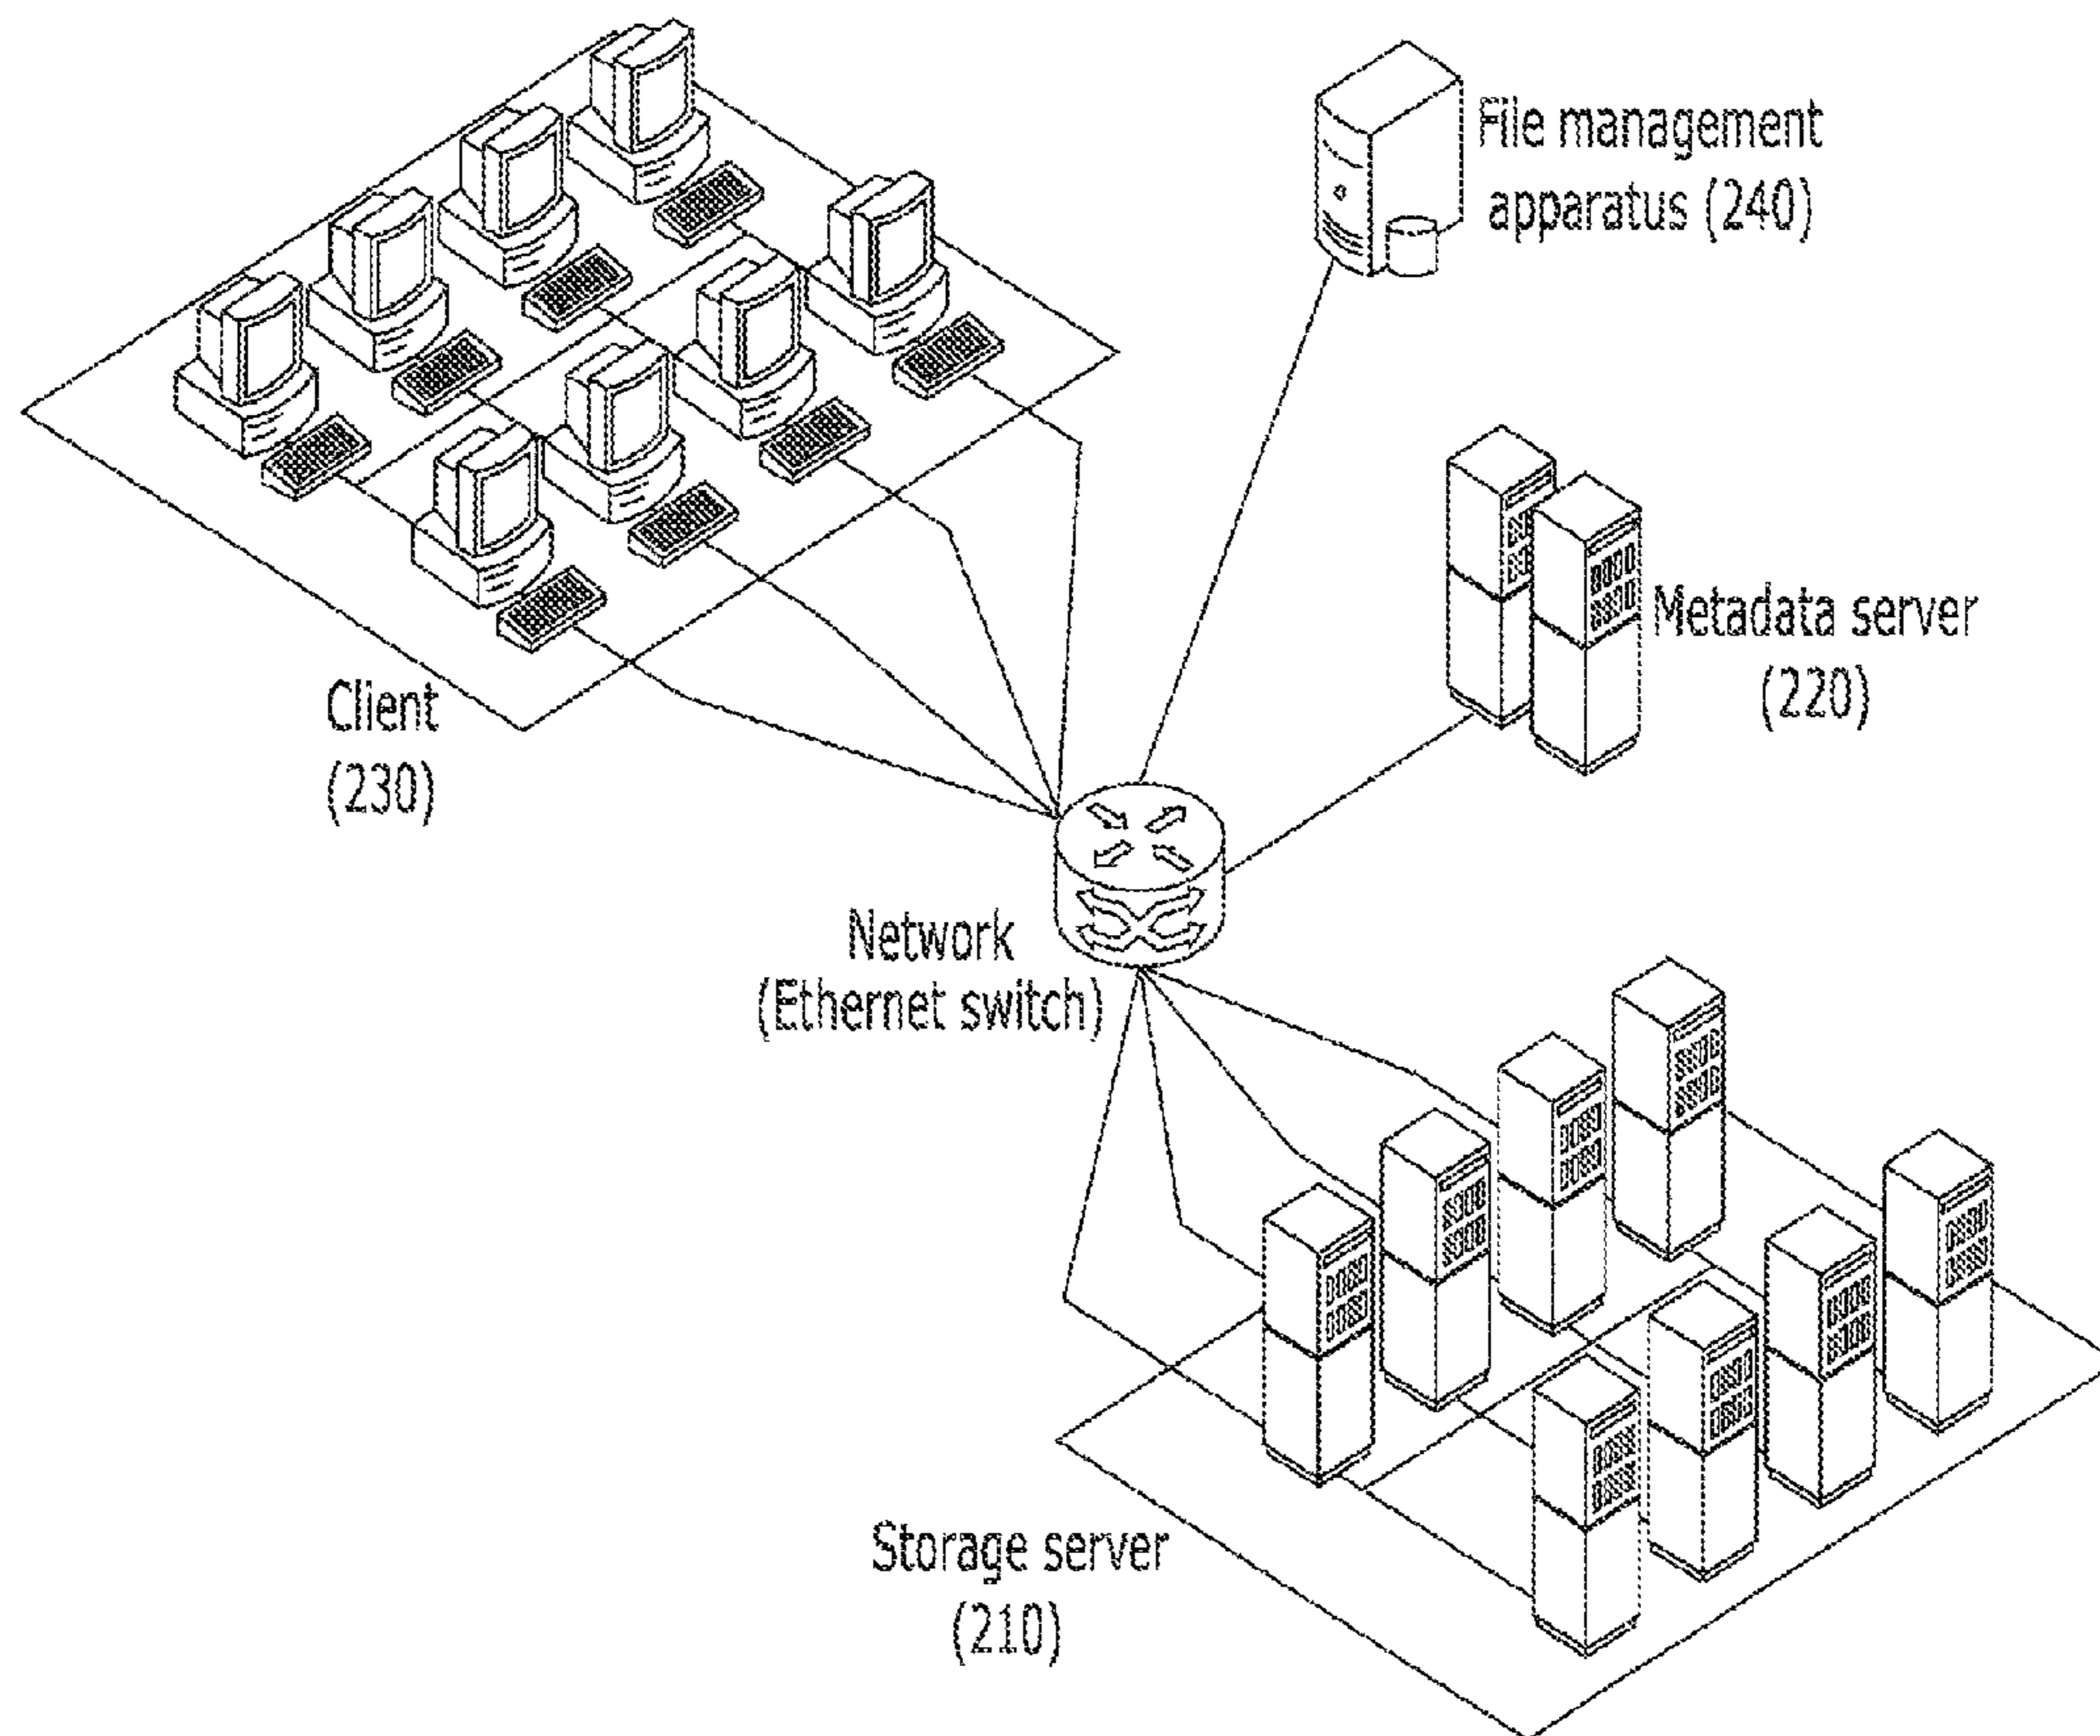 File management
apparatus (240)
Metadata server
(220)
Client
(230)
Network
(Ethernet switch)
Storage server
(210)